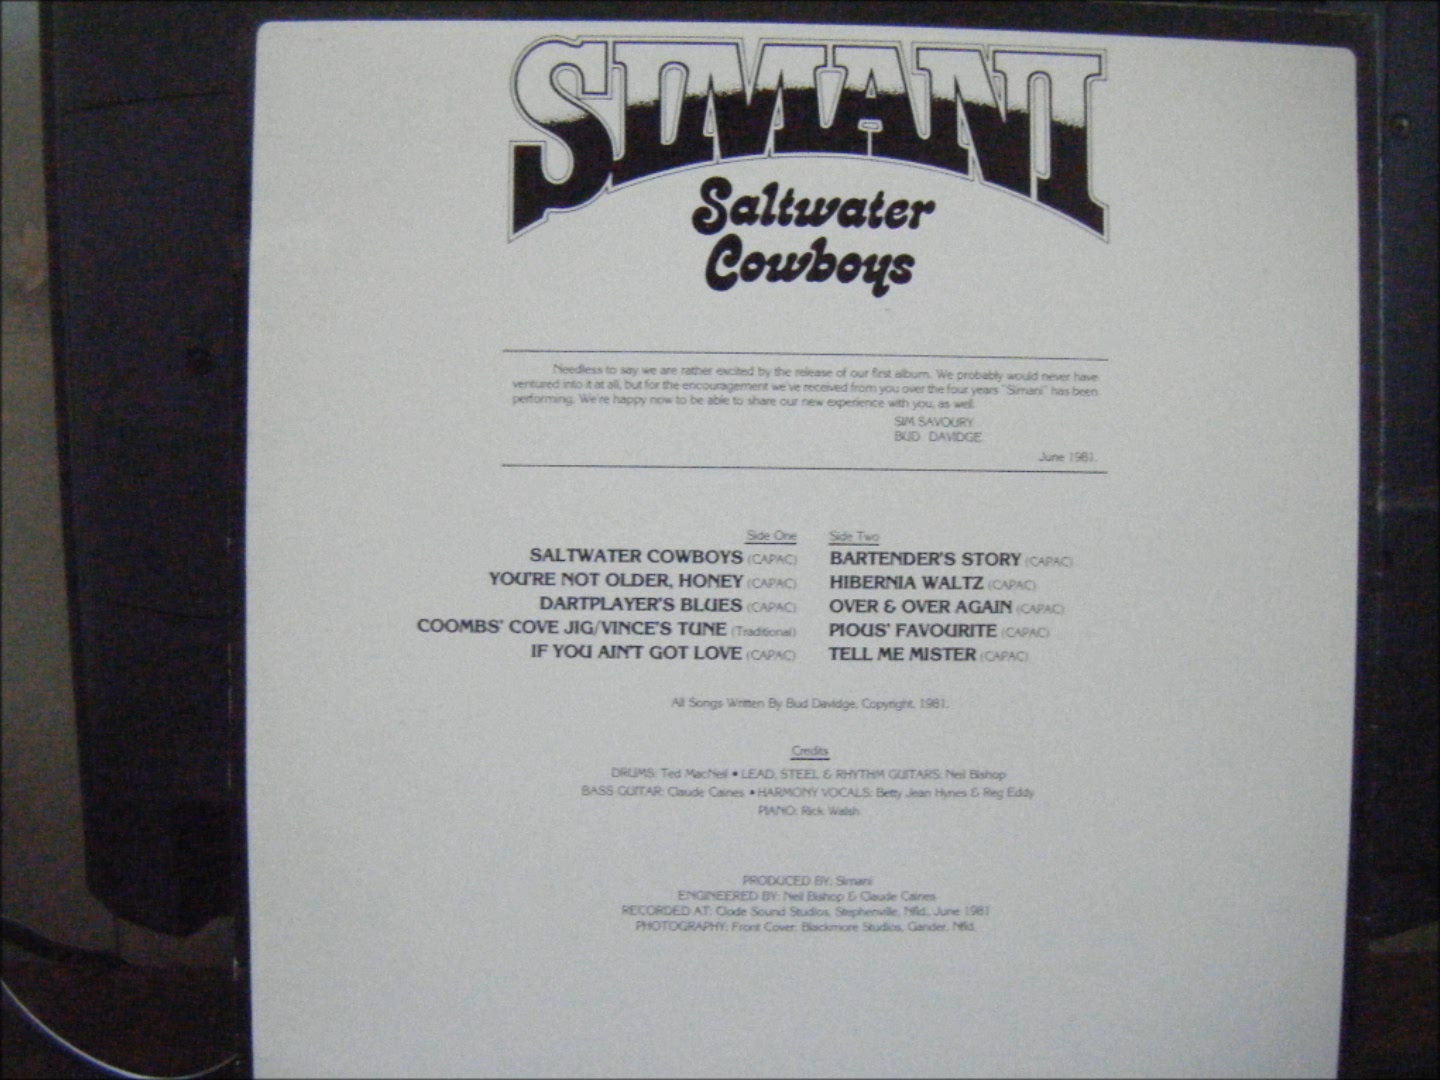 SIMANI
Saltwater
Cowboys
Needless to say we are rather excited by the release of our first album. We probably would never have
ventured into it at all, but for the encouragement we've received from you over the four years "Simani" has been
performing. We're happy now to be able to share our new experience with you, as well.
SIM SAVOURY
BUD DAVIDGE
June 1981.
Side One
SALTWATER COWBOYS (CAPAC)
YOU'RE NOT OLDER, HONEY (CAPAC)
DARTPLAYER'S BLUES (CAPAC)
COOMBS' COVE JIG/VINCE'S TUNE (Traditional)
IF YOU AIN'T GOT LOVE (CAPAC)
Side Two
BARTENDER'S STORY (CAPAC)
HIBERNIA WALTZ (CAPAC)
OVER & OVER AGAIN (CAPAC)
PIOUS' FAVOURITE (CAPAC)
TELL ME MISTER (CAPAC)
All Songs Written By Bud Davidge, Copyright, 1981.
Credits
DRUMS: Ted MacNeil • LEAD, STEEL & RHYTHM GUITARS: Neil Bishop
BASS GUITAR: Claude Caines • HARMONY VOCALS: Betty Jean Hynes & Reg Eddy
PIANO: Rick Walsh
PRODUCED BY: Simani
ENGINEERED BY: Neil Bishop & Claude Caines
RECORDED AT: Clode Sound Studios, Stephenville, Nfld., June 1981
PHOTOGRAPHY: Front Cover: Blackmore Studios, Gander, Nfld.